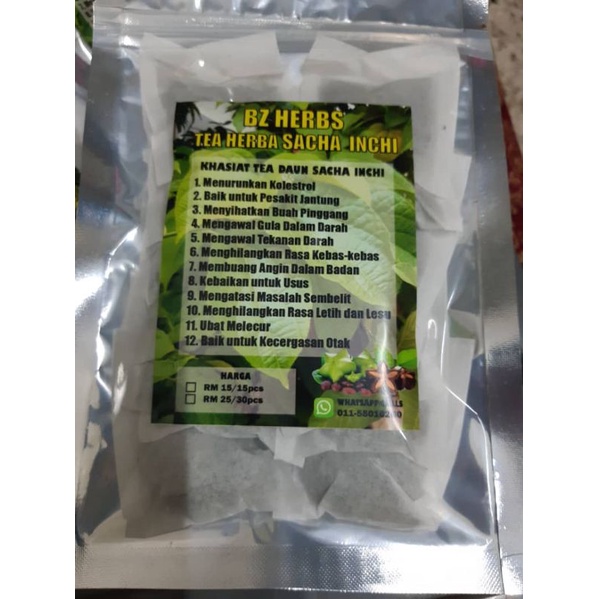 BZ HERBS
TEA HERBA SACHA INCHI
KHASIAT TEA DAUN SACHA INCHI
1. Menurunkan Kolestrol
2. Baik untuk Pesakit Jantung
3. Menyihatkan Buah Pinggang
4. Mengawal Gula Dalam Darah
5. Mengawal Tekanan Darah
6. Menghilangkan Rasa Kebas-kebas
7. Membuang Angin Dalam Badan
8. Kebaikan untuk Usus
9. Mengatasi Masalah Sembelit
10. Menghilangkan Rasa Letih dan Lesu
11. Ubat Melecur
12. Baik untuk Kecergasan Otak
HARGA
RM 15/15pcs
RM 25/30pcs